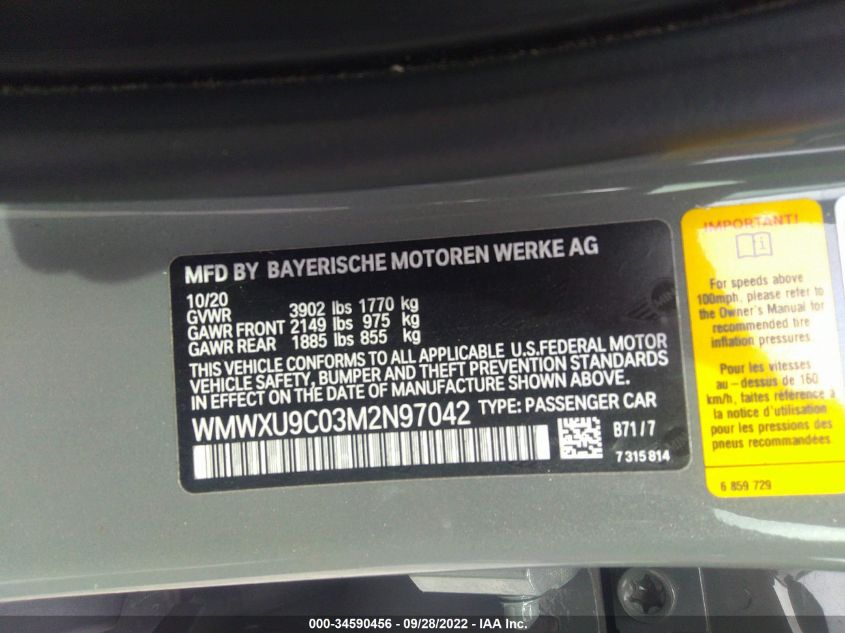 MFD BY BAYERISCHE MOTOREN WERKE AG
10/20
GVWR 3902 lbs 1770 kg
GAWR FRONT 2149 lbs 975 kg
GAWR REAR 1885 lbs 855 kg
THIS VEHICLE CONFORMS TO ALL APPLICABLE U.S.FEDERAL MOTOR
VEHICLE SAFETY, BUMPER AND THEFT PREVENTION STANDARDS
IN EFFECT ON THE DATE OF MANUFACTURE SHOWN ABOVE.
WMWXU9C03M2N97042 TYPE: PASSENGER CAR
B71/7
7 315 814
MINI
IMPORTANT!
For speeds above
100mph, please refer to
the Owner's Manual for
recommended tire
inflation pressures
Pour les vitesses
au - dessus de 160
km/h, faites référence à
la notice d'utilisation
pour les pressions des
pneus recommandées.
6 859 729
000-34590456 - 09/28/2022 - IAA Inc.